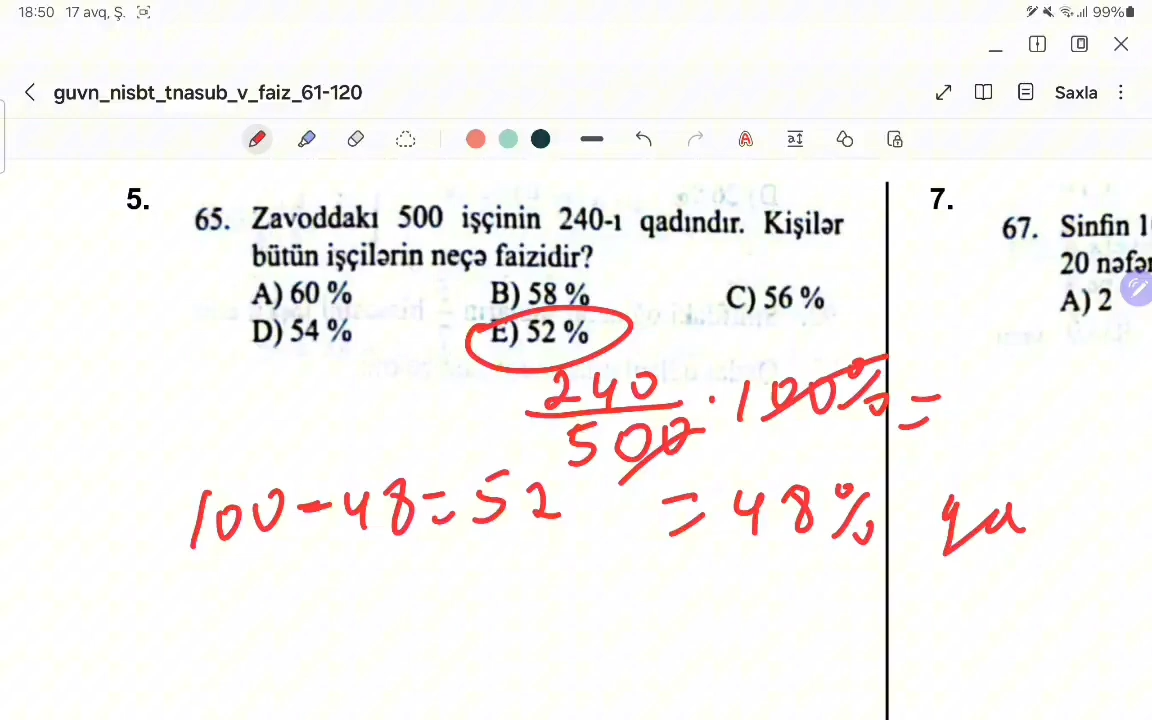 18:50 17 avq, Ş. 99%
guvn_nisbt_tnasub_v_faiz_61-120 Saxla
5.
65. Zavoddakı 500 işçinin 240-ı qadındır. Kişilər
bütün işçilərin neçə faizidir?
A) 60 % B) 58 % C) 56 %
D) 54 % E) 52 %
240/500 · 100% =
= 48% qa
100 - 48 = 52
7.
67. Sinfin 1
20 nəfər
A) 2